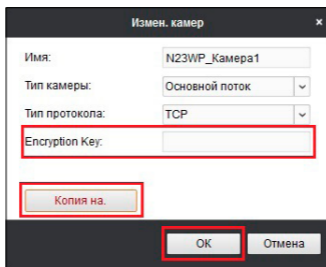 Измен. камер ×
Имя: N23WP_Камера1
Тип камеры: Основной поток
Тип протокола: TCP
Encryption Key:
Копия на.
OK Отмена